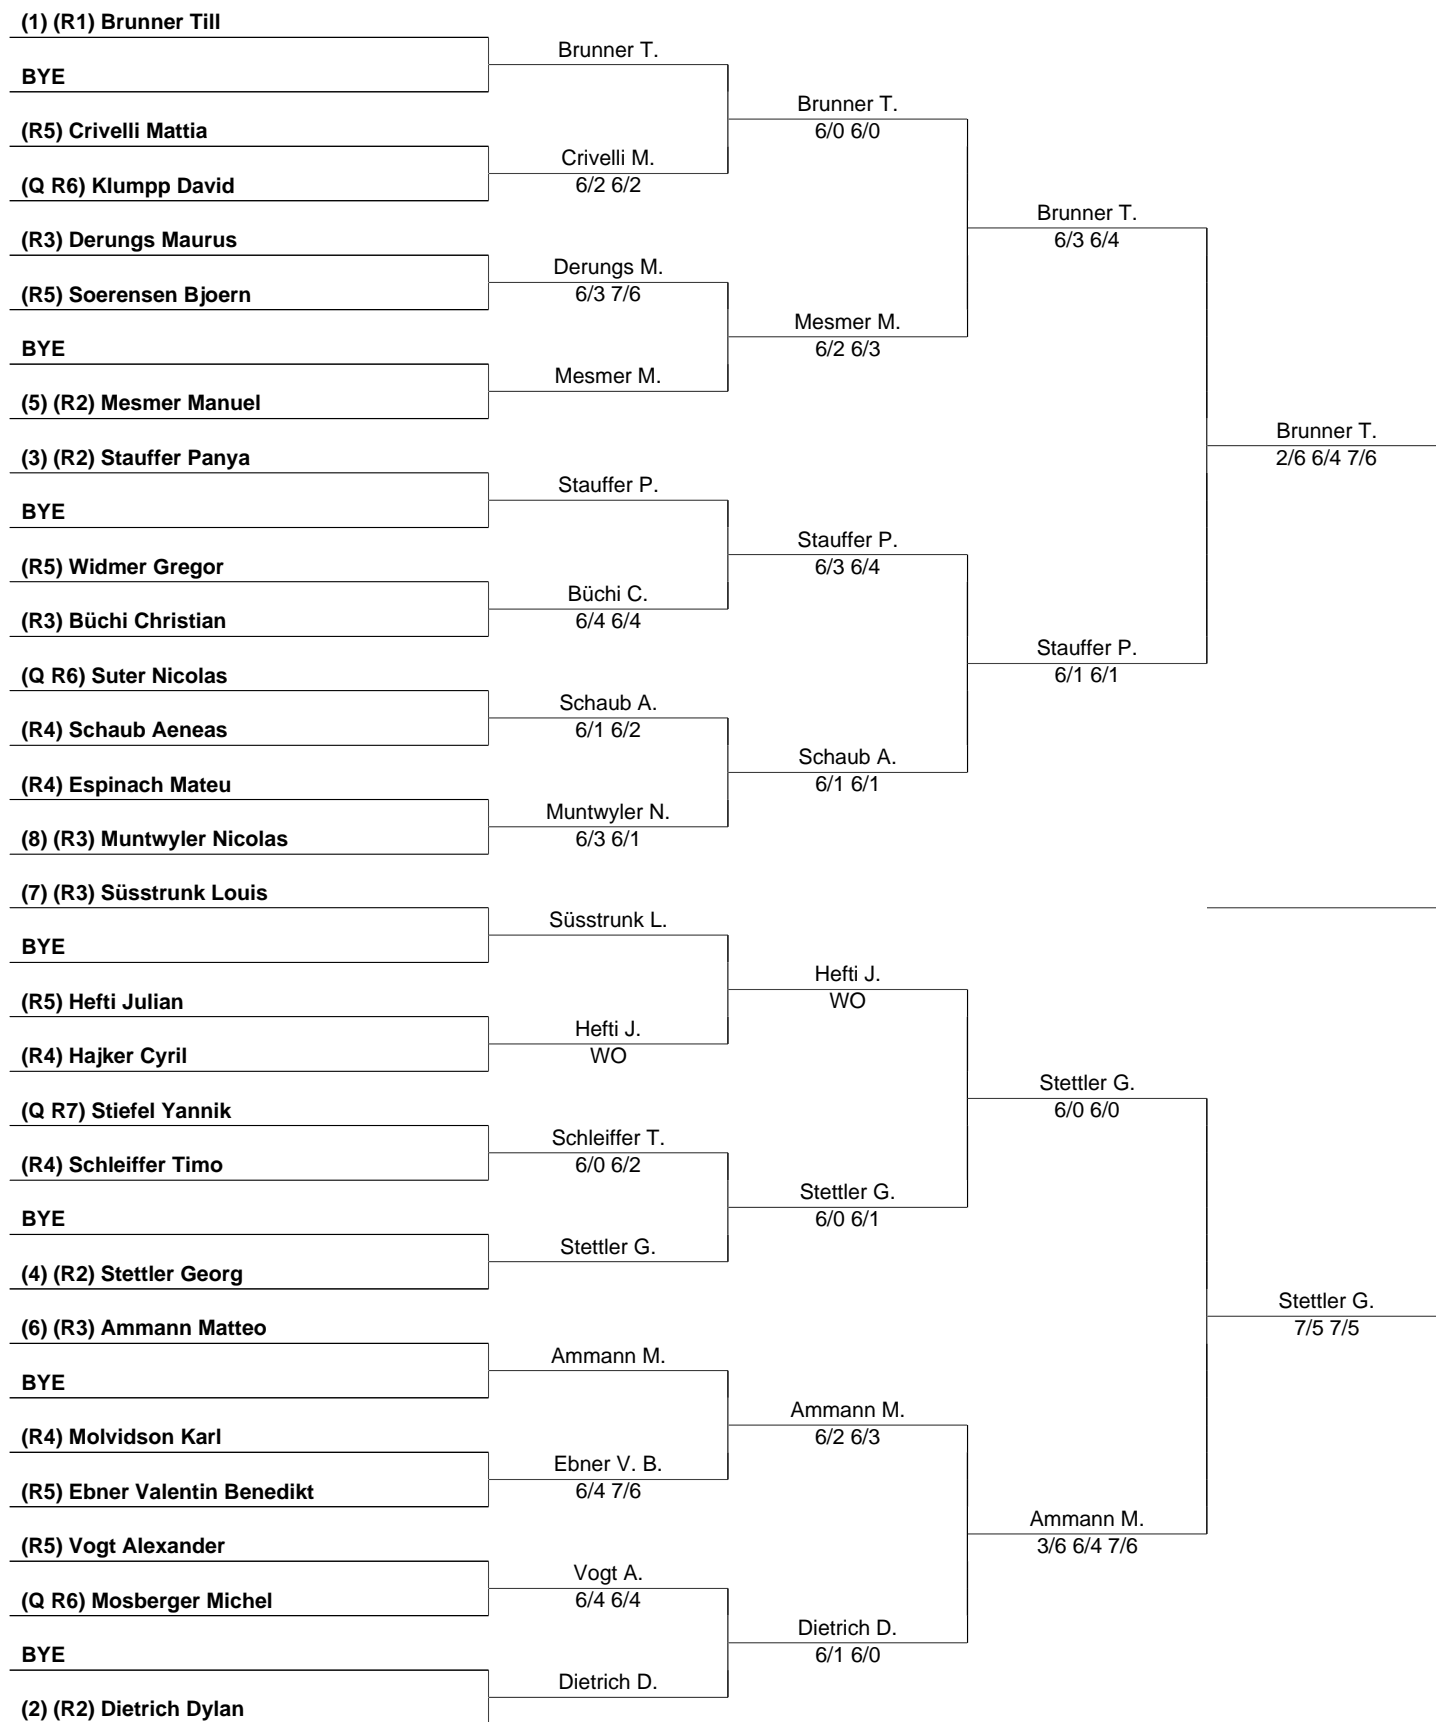 (1) (R1) Brunner Till
BYE
(R5) Crivelli Mattia
(Q R6) Klumpp David
(R3) Derungs Maurus
(R5) Soerensen Bjoern
BYE
(5) (R2) Mesmer Manuel
(3) (R2) Stauffer Panya
BYE
(R5) Widmer Gregor
(R3) Büchi Christian
(Q R6) Suter Nicolas
(R4) Schaub Aeneas
(R4) Espinach Mateu
(8) (R3) Muntwyler Nicolas
(7) (R3) Süsstrunk Louis
BYE
(R5) Hefti Julian
(R4) Hajker Cyril
(Q R7) Stiefel Yannik
(R4) Schleiffer Timo
BYE
(4) (R2) Stettler Georg
(6) (R3) Ammann Matteo
BYE
(R4) Molvidson Karl
(R5) Ebner Valentin Benedikt
(R5) Vogt Alexander
(Q R6) Mosberger Michel
BYE
(2) (R2) Dietrich Dylan
Brunner T.
Crivelli M.
6/2 6/2
Derungs M.
6/3 7/6
Mesmer M.
Stauffer P.
Büchi C.
6/4 6/4
Schaub A.
6/1 6/2
Muntwyler N.
6/3 6/1
Süsstrunk L.
Hefti J.
WO
Schleiffer T.
6/0 6/2
Stettler G.
Ammann M.
Ebner V. B.
6/4 7/6
Vogt A.
6/4 6/4
Dietrich D.
Brunner T.
6/0 6/0
Mesmer M.
6/2 6/3
Stauffer P.
6/3 6/4
Schaub A.
6/1 6/1
Hefti J.
WO
Stettler G.
6/0 6/1
Ammann M.
6/2 6/3
Dietrich D.
6/1 6/0
Brunner T.
6/3 6/4
Stauffer P.
6/1 6/1
Stettler G.
6/0 6/0
Ammann M.
3/6 6/4 7/6
Brunner T.
2/6 6/4 7/6
Stettler G.
7/5 7/5